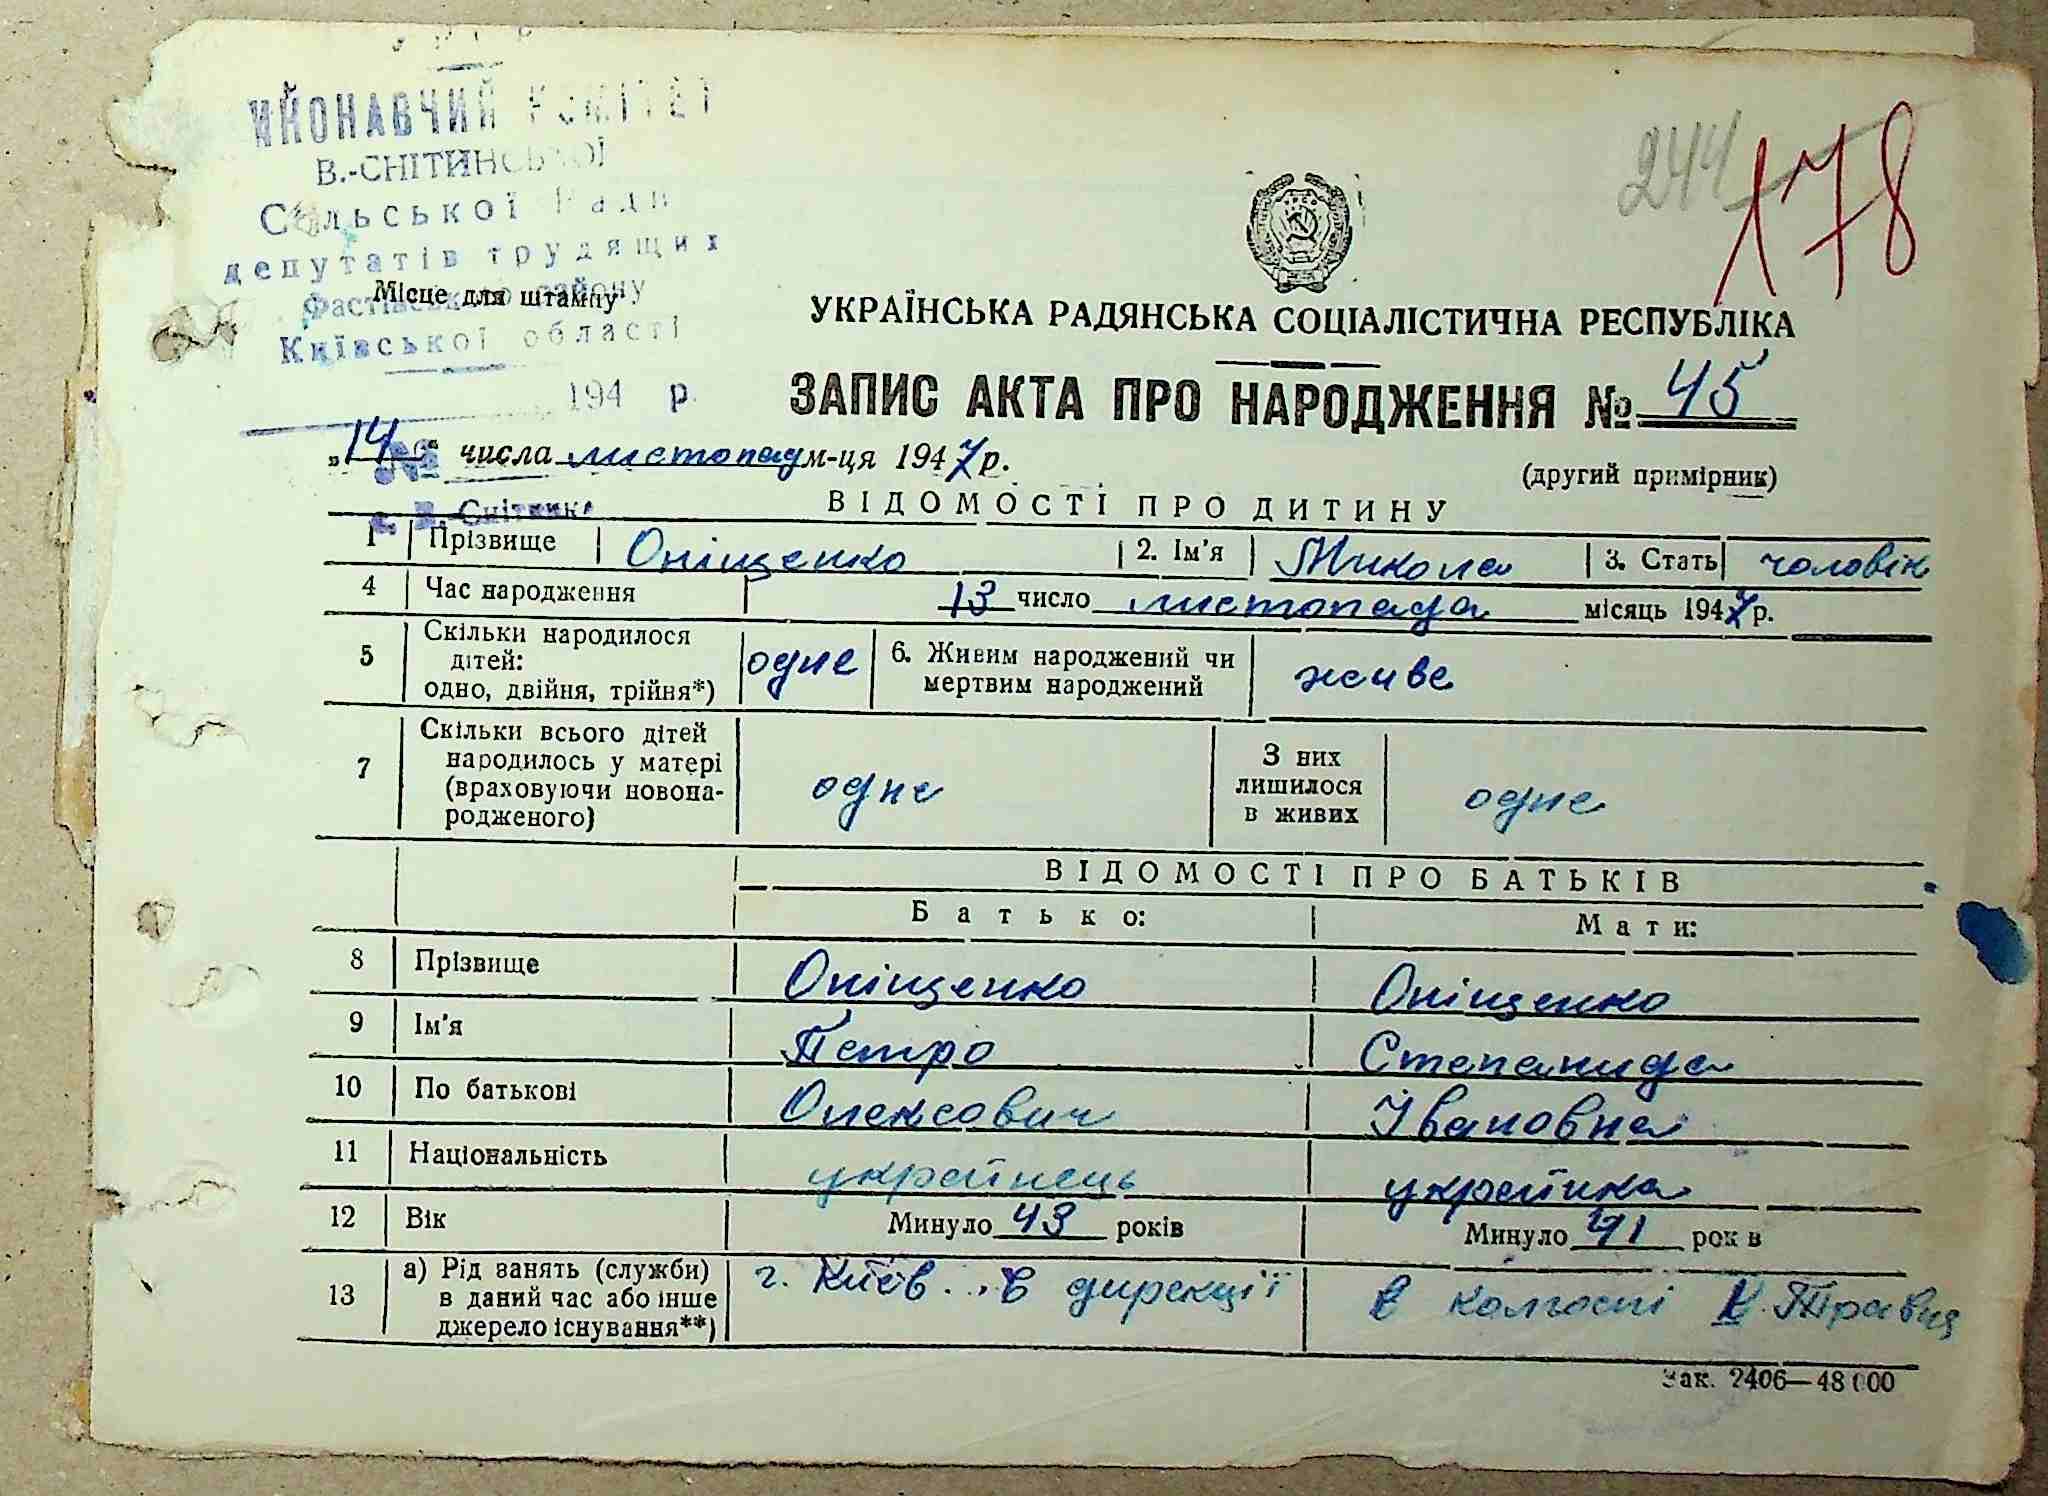 ИКОНАВЧИЙ КОМІТЕТ
В.-СНІТИНСЬКОЇ
Сільської Ради
депутатів трудящих
Фастівського району
Київської області
194 р.
№
с. В. Снітинка
Місце для штампу
244
178
УКРАЇНСЬКА РАДЯНСЬКА СОЦІАЛІСТИЧНА РЕСПУБЛІКА
ЗАПИС АКТА ПРО НАРОДЖЕННЯ № 45
„14“ числа листопад м-ця 1947 р.
(другий примірник)
ВІДОМОСТІ ПРО ДИТИНУ
1 Прізвище Оніщенко 2. Ім'я Микола 3. Стать чоловік
4 Час народження 13 число листопада місяць 1947 р.
5 Скільки народилося дітей: одно, двійня, трійня*) одне 6. Живим народжений чи мертвим народжений живе
7 Скільки всього дітей народилось у матері (враховуючи новонародженого) одне З них лишилося в живих одне
ВІДОМОСТІ ПРО БАТЬКІВ
Батько: Мати:
8 Прізвище Оніщенко Оніщенко
9 Ім'я Петро Степанида
10 По батькові Олексович Івановна
11 Національність українець українка
12 Вік Минуло 43 років Минуло 41 рок в
13 а) Рід занять (служби) в даний час або інше джерело існування**) г. Київ. в дирекції в колгоспі
Зак. 2406—48 000